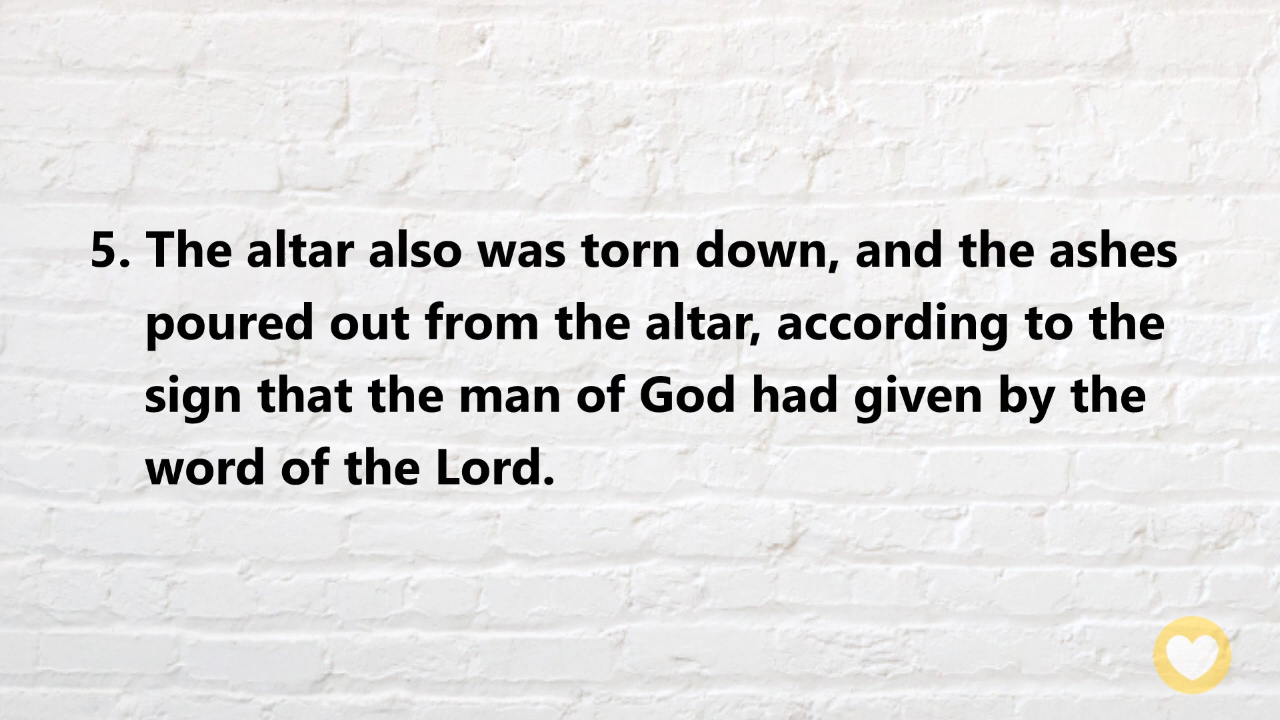 5. The altar also was torn down, and the ashes
poured out from the altar, according to the
sign that the man of God had given by the
word of the Lord.